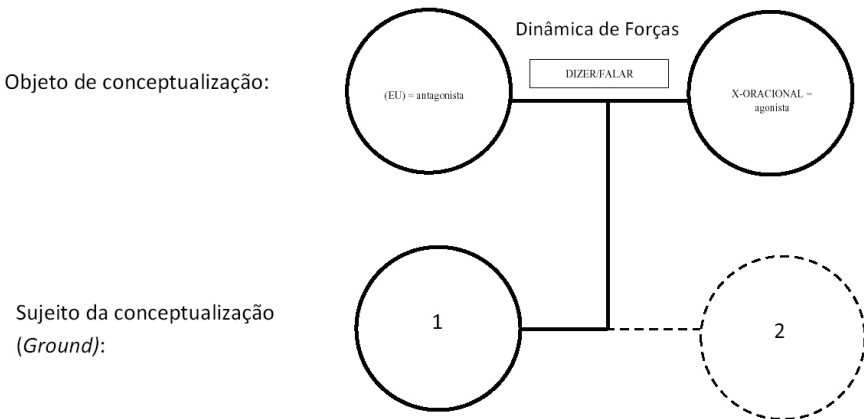 Dinâmica de Forças
Objeto de conceptualização:
DIZER/FALAR
(EU) = antagonista
X-ORACIONAL =
agonista
Sujeito da conceptualização
(Ground):
1
2